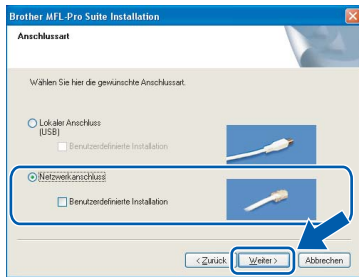 Brother MFL-Pro Suite Installation
Anschlussart
Wählen Sie hier die gewünschte Anschlussart.
Lokaler Anschluss
(USB)
Benutzerdefinierte Installation
Netzwerkanschluss
Benutzerdefinierte Installation
< Zurück Weiter > Abbrechen